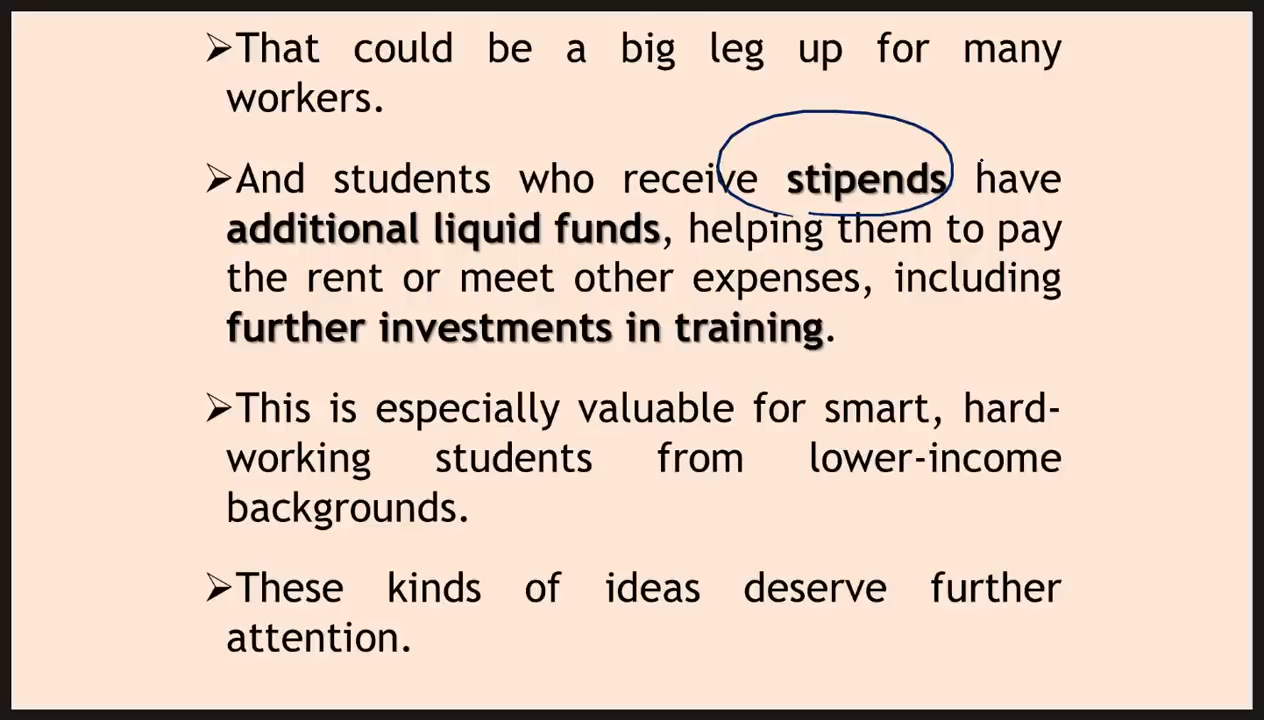 ➢That could be a big leg up for many
workers.
➢And students who receive stipends have
additional liquid funds, helping them to pay
the rent or meet other expenses, including
further investments in training.
➢This is especially valuable for smart, hard-
working students from lower-income
backgrounds.
➢These kinds of ideas deserve further
attention.